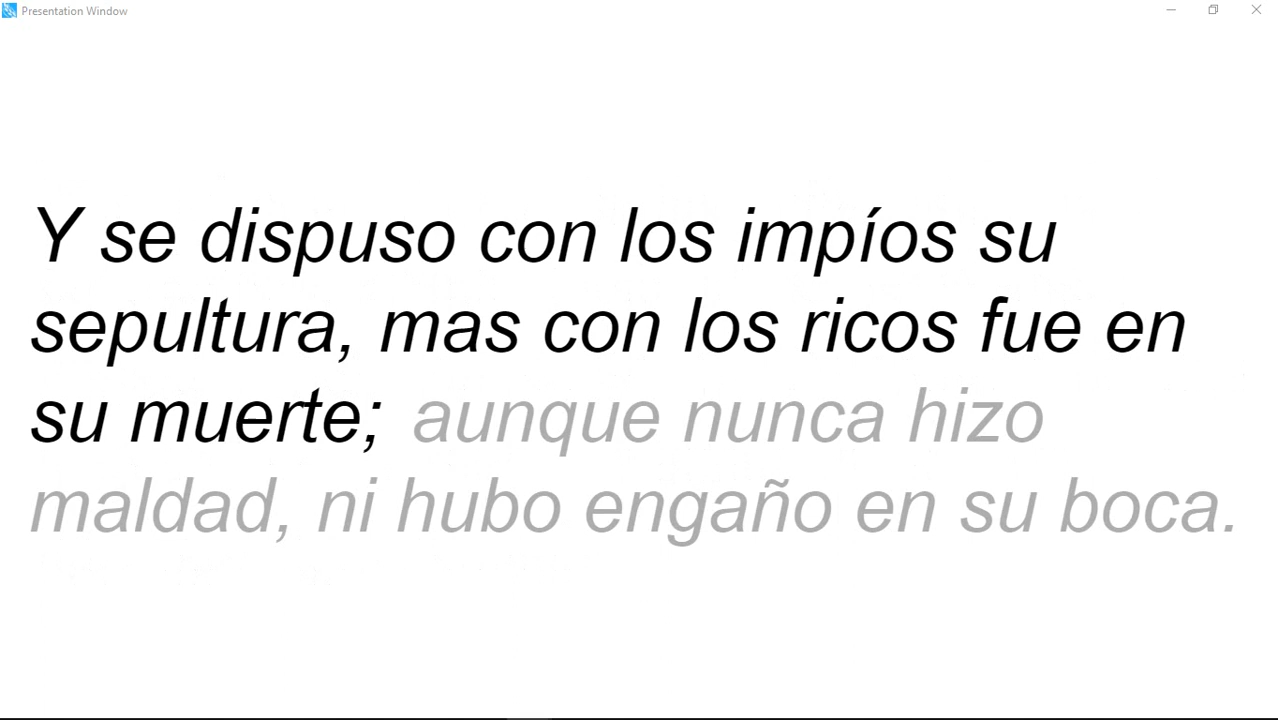 Presentation Window
Y se dispuso con los impíos su
sepultura, mas con los ricos fue en
su muerte; aunque nunca hizo
maldad, ni hubo engaño en su boca.